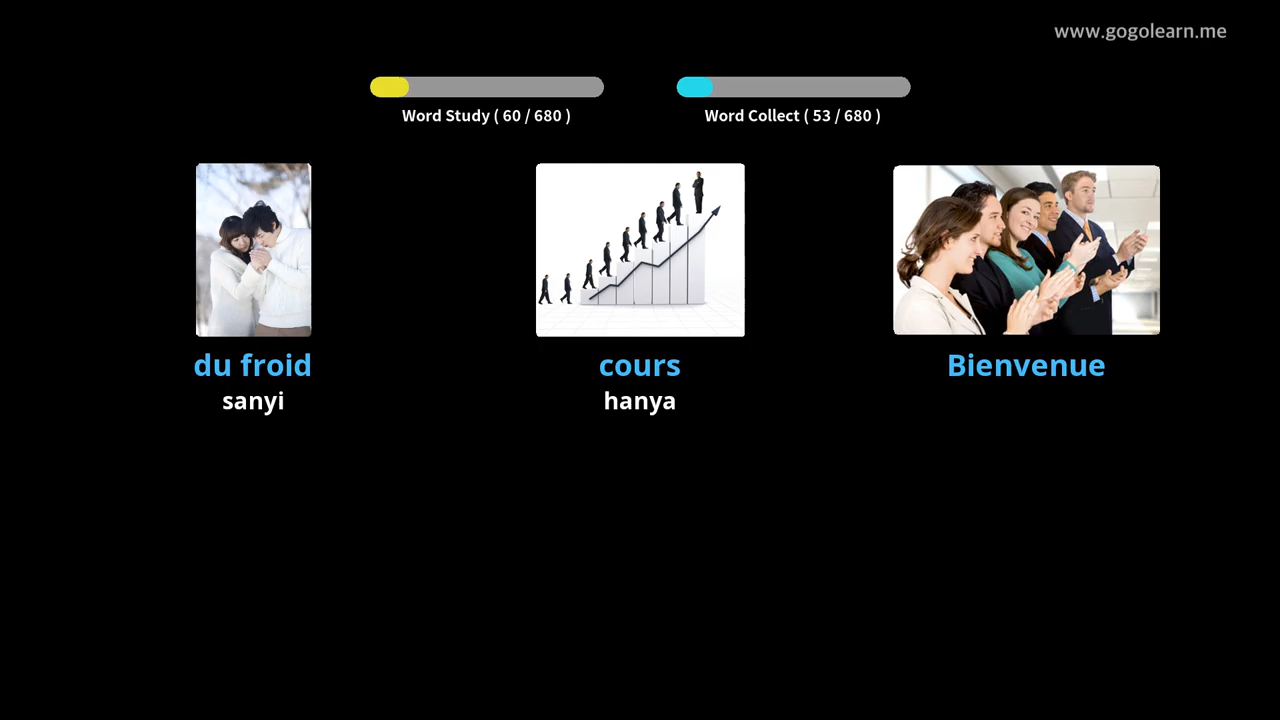 www.gogolearn.me
Word Study ( 60 / 680 )
Word Collect ( 53 / 680 )
du froid
sanyi
cours
hanya
Bienvenue